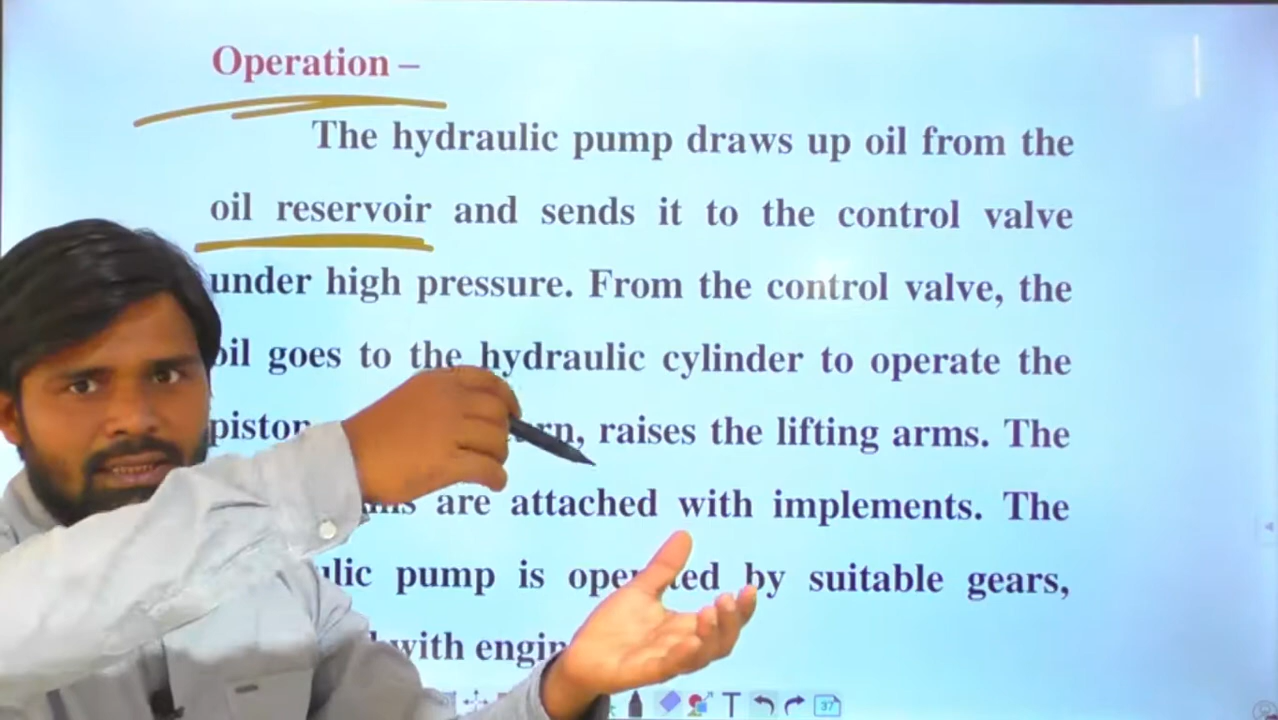 Operation –
The hydraulic pump draws up oil from the
oil reservoir and sends it to the control valve
under high pressure. From the control valve, the
oil goes to the hydraulic cylinder to operate the
raises the lifting arms. The
are attached with implements. The
pump is operated by suitable gears,
with
T
37